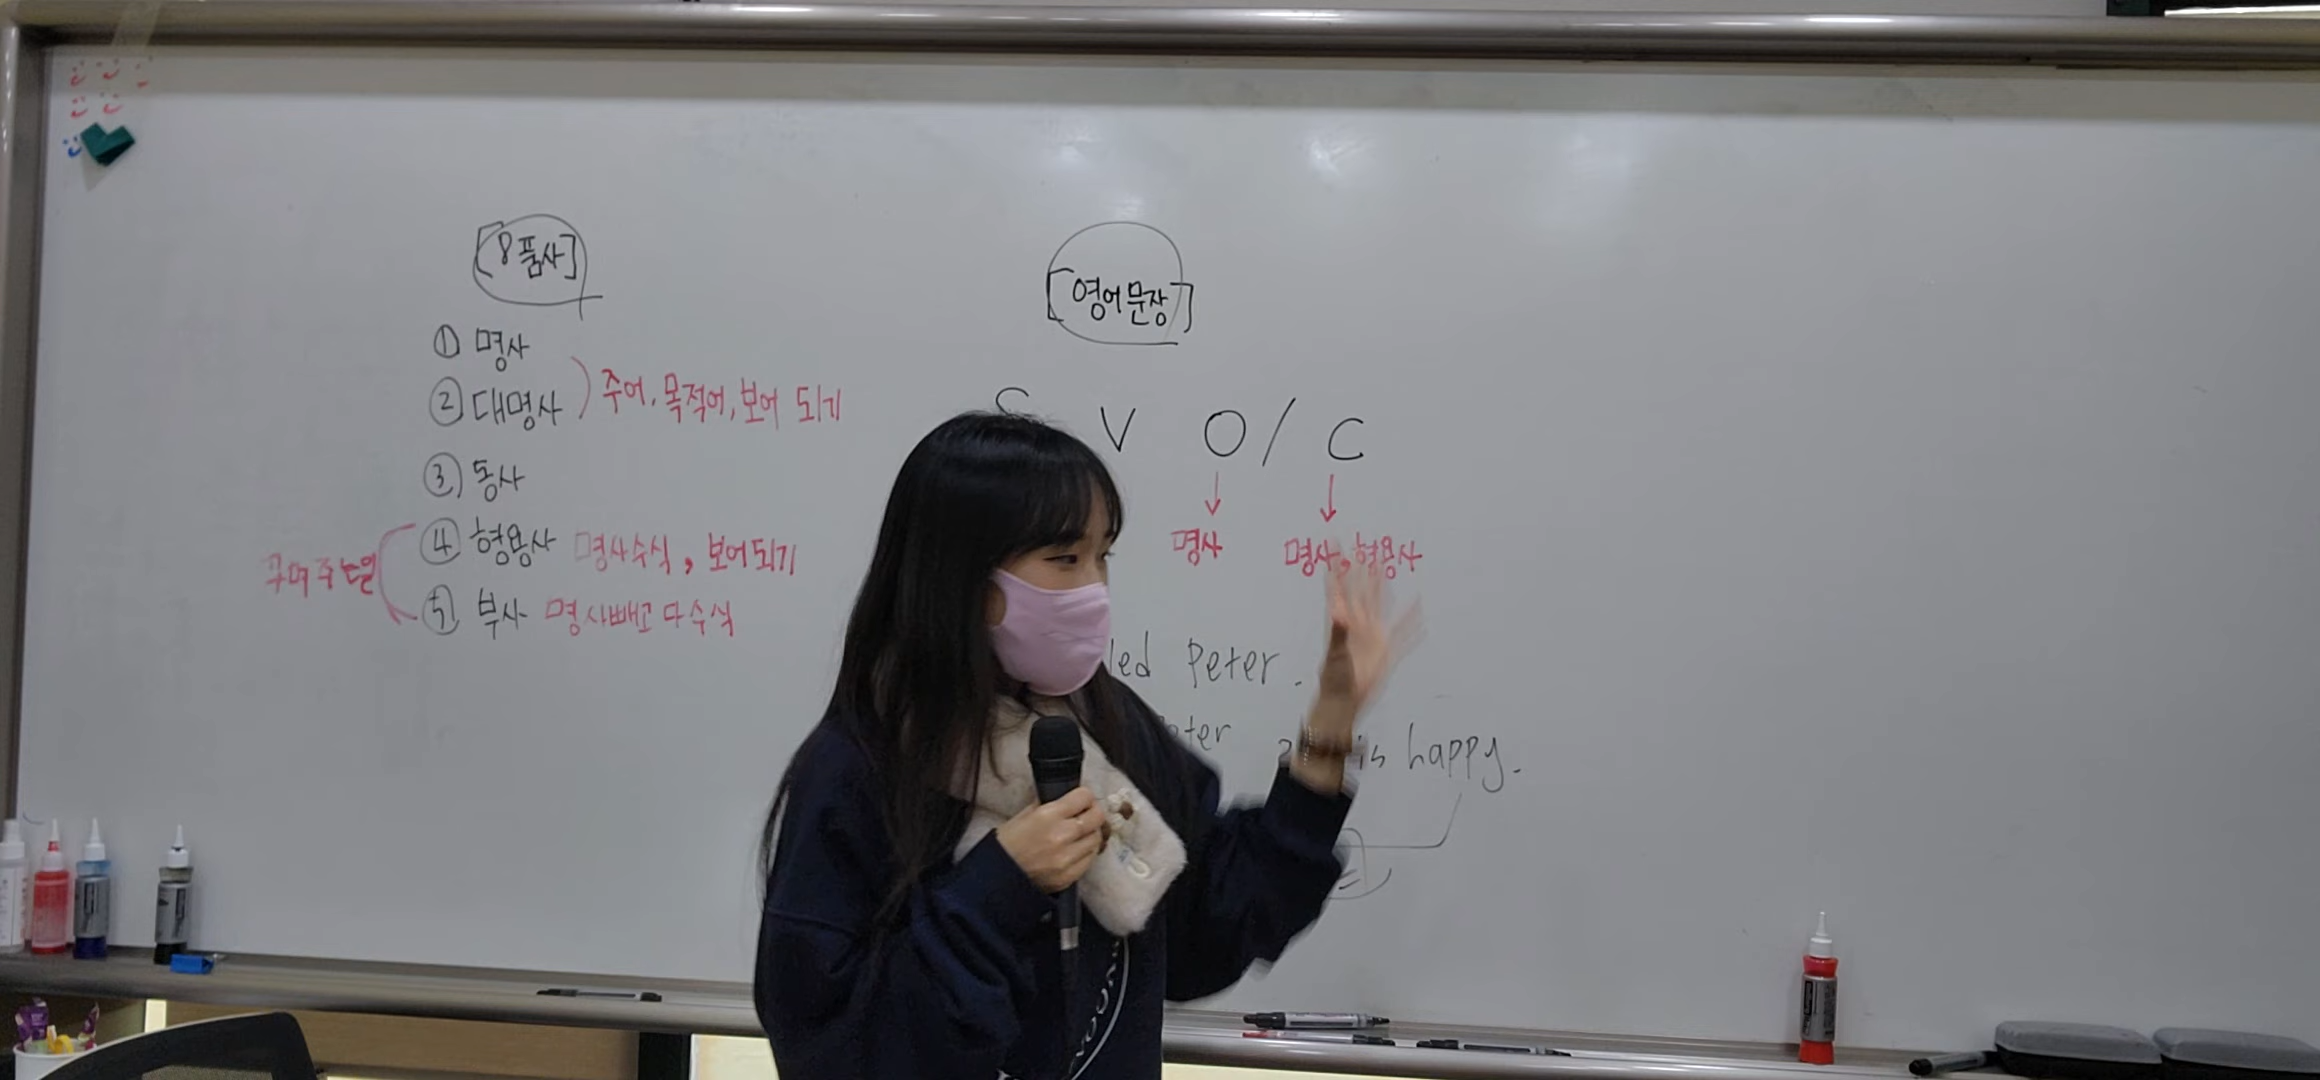 [8품사]
① 명사
② 대명사 ) 주어, 목적어, 보어 되기
③ 동사
꾸며주는일
④ 형용사 명사수식, 보어되기
⑤ 부사 명사빼고 다 수식
[영어문장]
S V O / C
명사 명사, 형용사
led Peter.
eter is happy.